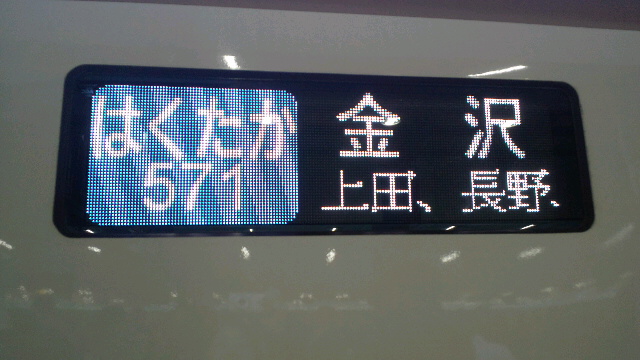 はくたか
571
金沢
上田、長野、